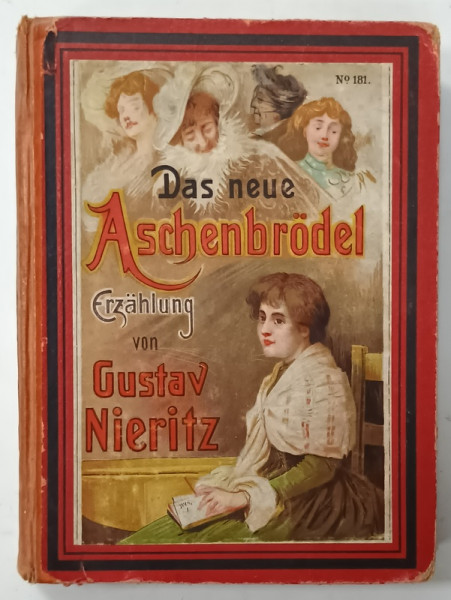 No 181.
Das neue
Aschenbrödel
Erzählung
von
Gustav
Nieritz